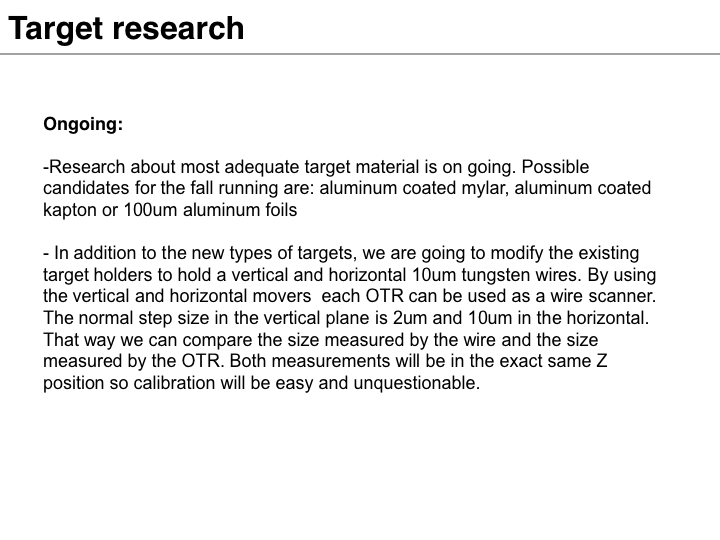 Target research
Ongoing:
-Research about most adequate target material is on going. Possible
candidates for the fall running are: aluminum coated mylar, aluminum coated
kapton or 100um aluminum foils
- In addition to the new types of targets, we are going to modify the existing
target holders to hold a vertical and horizontal 10um tungsten wires. By using
the vertical and horizontal movers  each OTR can be used as a wire scanner.
The normal step size in the vertical plane is 2um and 10um in the horizontal.
That way we can compare the size measured by the wire and the size
measured by the OTR. Both measurements will be in the exact same Z
position so calibration will be easy and unquestionable.